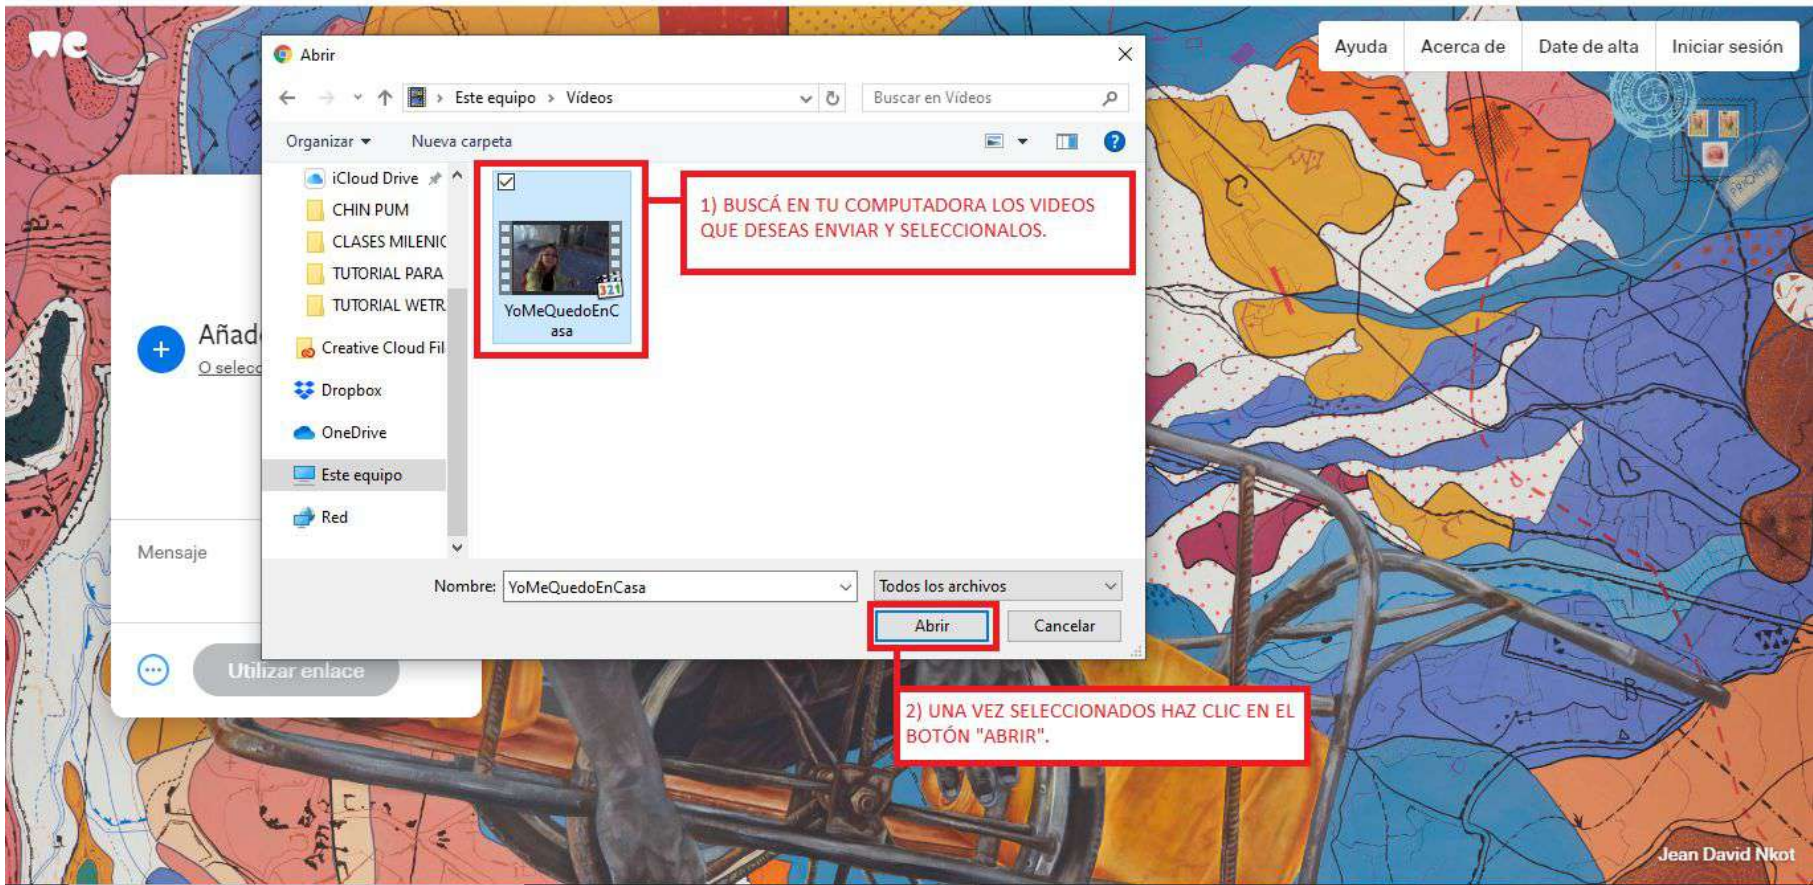 we
Ayuda Acerca de Date de alta Iniciar sesión
Abrir
Este equipo > Vídeos
Buscar en Vídeos
Organizar Nueva carpeta
iCloud Drive
CHIN PUM
CLASES MILENIC
TUTORIAL PARA
TUTORIAL WETR
Creative Cloud Fil
Dropbox
OneDrive
Este equipo
Red
321
YoMeQuedoEnC
asa
1) BUSCÁ EN TU COMPUTADORA LOS VIDEOS
QUE DESEAS ENVIAR Y SELECCIONALOS.
PRIORITY
Añad
O selecc
Mensaje
Utilizar enlace
Nombre: YoMeQuedoEnCasa
Todos los archivos
Abrir Cancelar
2) UNA VEZ SELECCIONADOS HAZ CLIC EN EL
BOTÓN "ABRIR".
Jean David Nkot